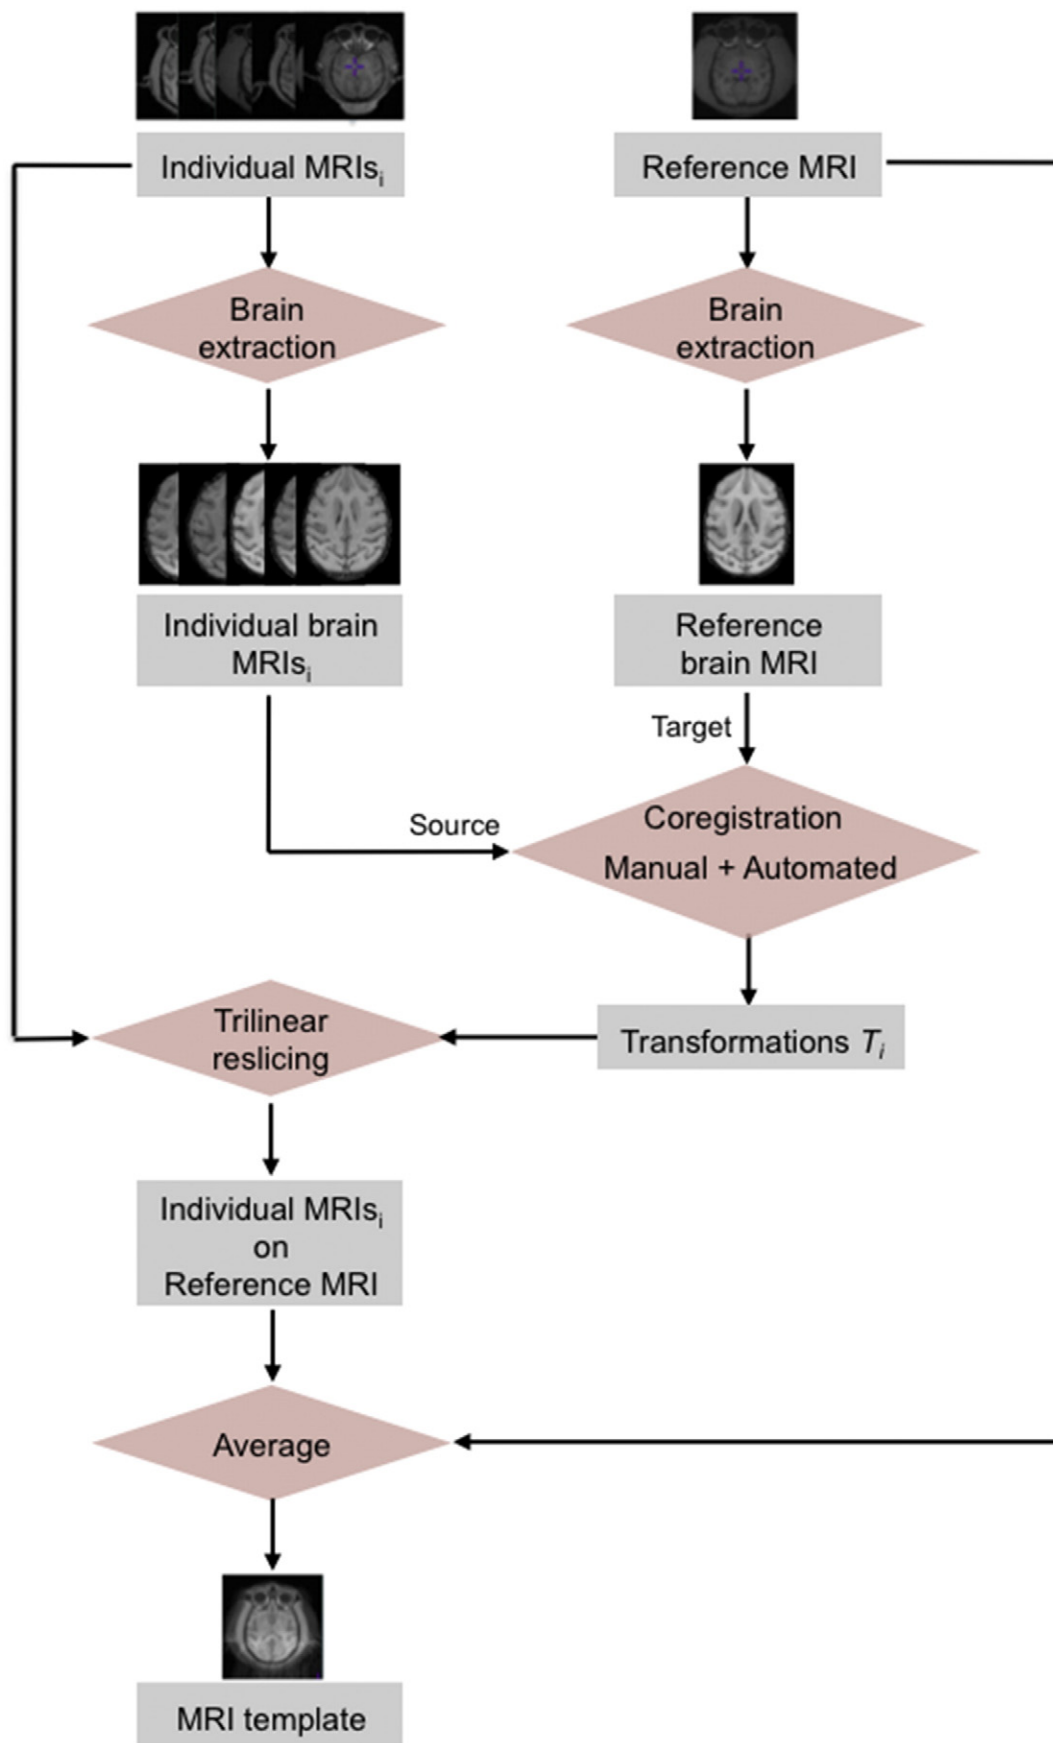 Individual MRIsᵢ
Reference MRI
Brain
extraction
Brain
extraction
Individual brain
MRIsᵢ
Reference
brain MRI
Target
Source
Coregistration
Manual + Automated
Trilinear
reslicing
Transformations Tᵢ
Individual MRIsᵢ
on
Reference MRI
Average
MRI template